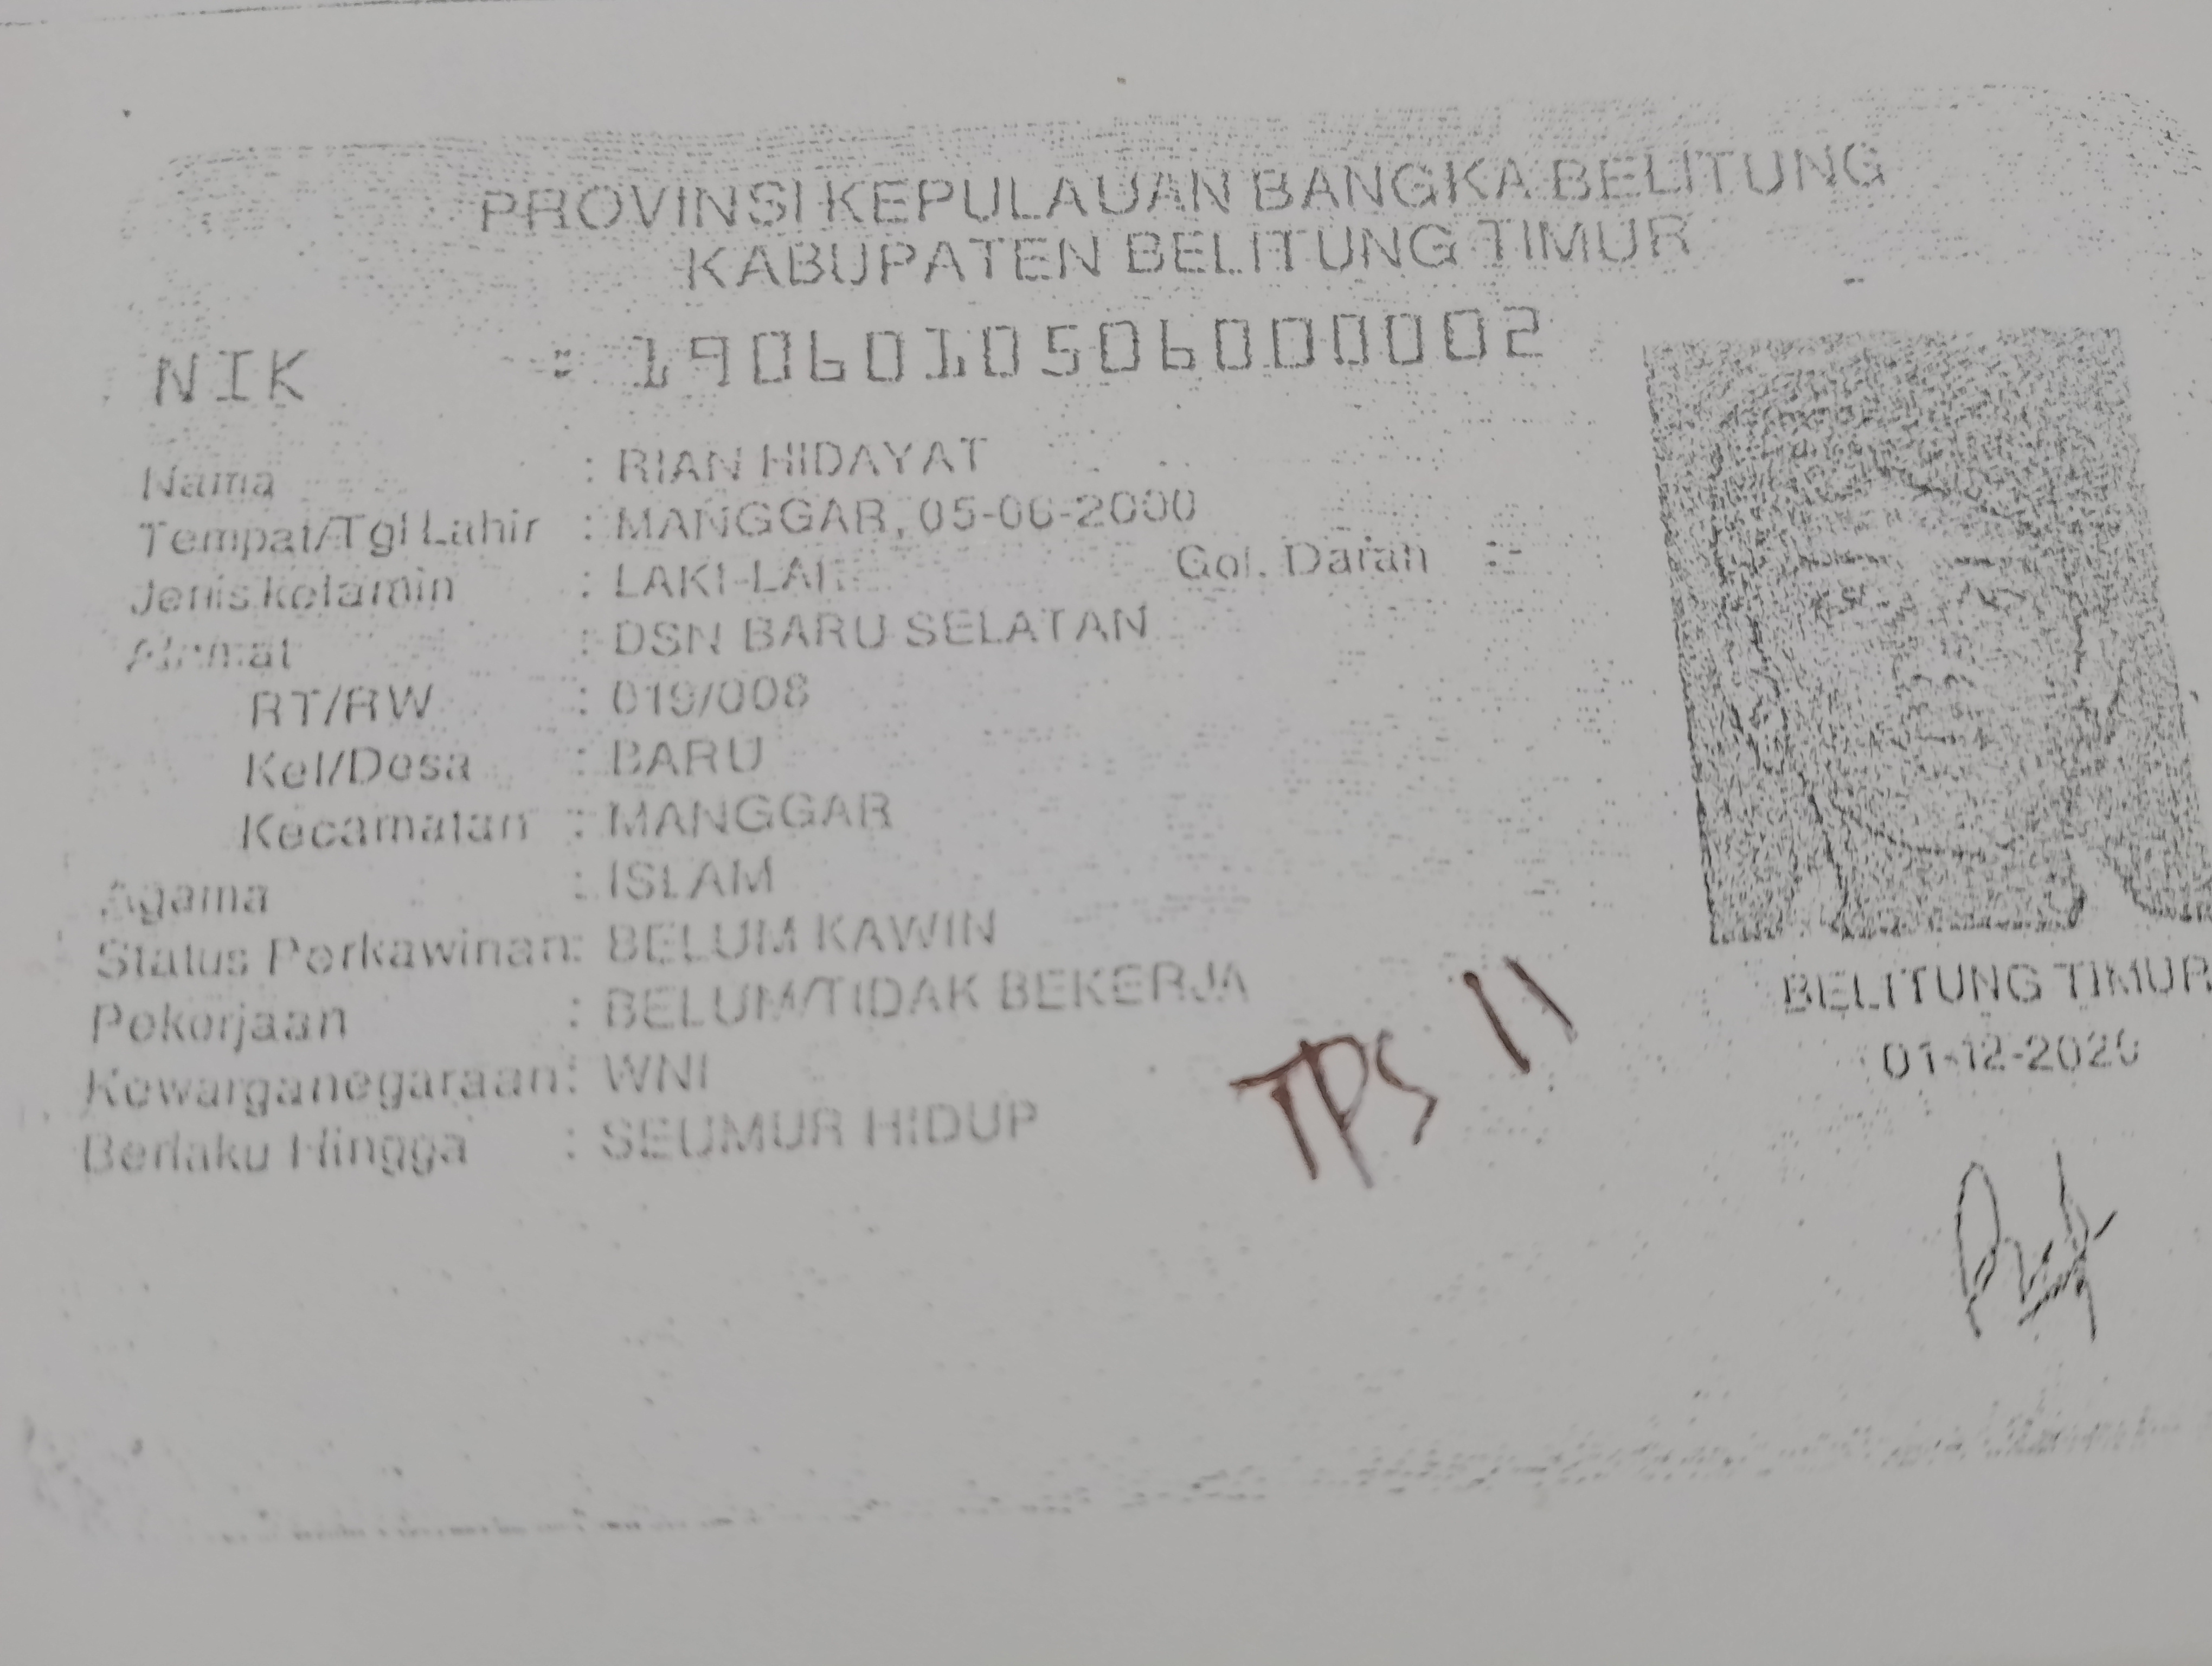 PROVINSI KEPULAUAN BANGKA BELITUNG
KABUPATEN BELITUNG TIMUR
NIK : 1906010506000002
Nama : RIAN HIDAYAT
Tempat/Tgl Lahir : MANGGAR, 05-06-2000
Jenis kelamin : LAKI-LAKI Gol. Darah : -
Alamat : DSN BARU SELATAN
RT/RW : 019/008
Kel/Desa : BARU
Kecamatan : MANGGAR
Agama : ISLAM
Status Perkawinan: BELUM KAWIN
Pekerjaan : BELUM/TIDAK BEKERJA
Kewarganegaraan: WNI
Berlaku Hingga : SEUMUR HIDUP
TPS 11
BELITUNG TIMUR
01-12-2020